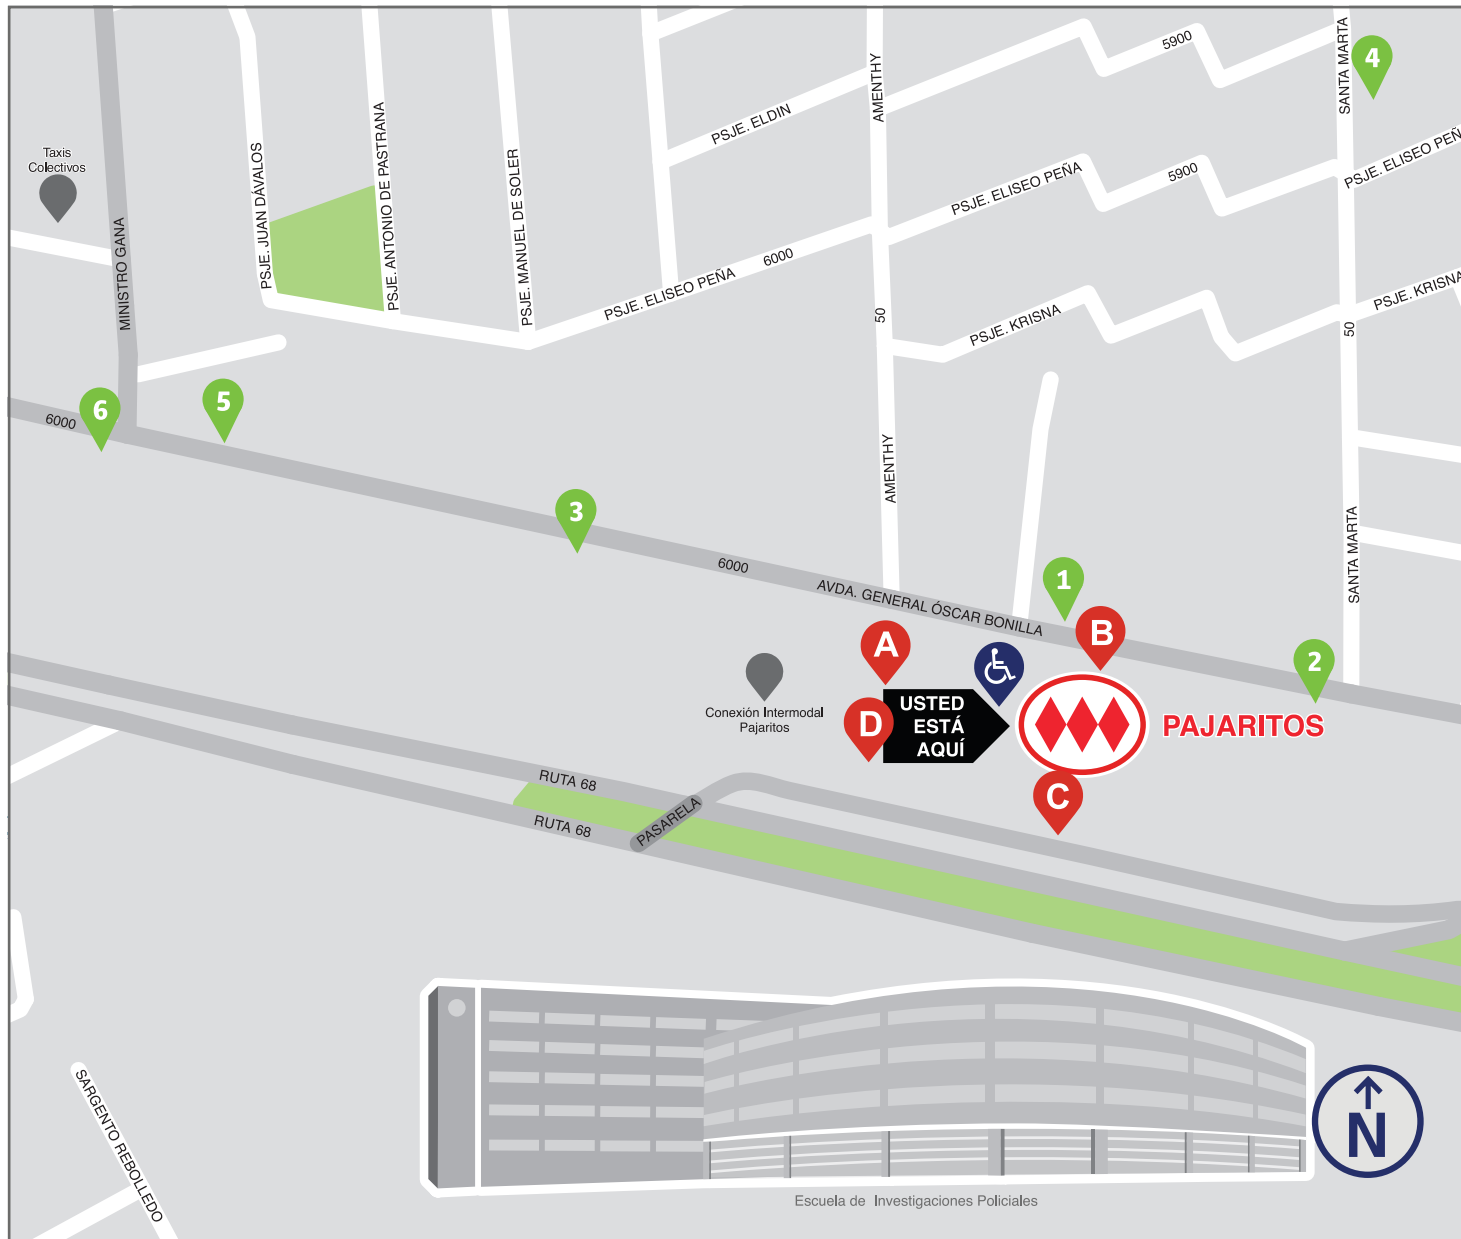 5900
SANTA MARTA
4
AMENTHY
PSJE. ELDIN
PSJE. ANTONIO DE PASTRANA
Taxis
Colectivos
PSJE. JUAN DÁVALOS
PSJE. MANUEL DE SOLER
PSJE. ELISEO PEÑA
5900
PSJE. ELISEO PEÑ
MINISTRO GANA
6000
PSJE. ELISEO PEÑA
50
PSJE. KRISNA
PSJE. KRISNA
50
6
5
6000
AMENTHY
3
6000
SANTA MARTA
AVDA. GENERAL ÓSCAR BONILLA
1
B
A
2
USTED
ESTÁ
AQUÍ
D
Conexión Intermodal
Pajaritos
PAJARITOS
C
RUTA 68
RUTA 68
PASARELA
SARGENTO REBOLLEDO
N
Escuela de Investigaciones Policiales